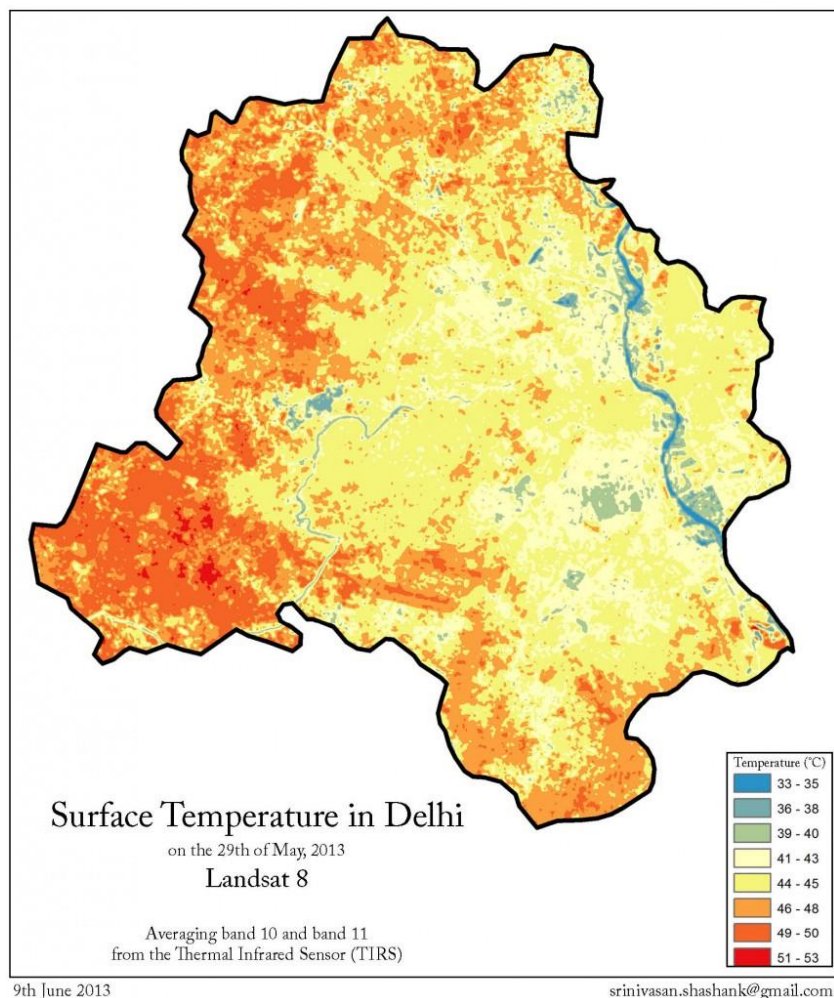 Surface Temperature in Delhi
on the 29th of May, 2013
Landsat 8
Averaging band 10 and band 11
from the Thermal Infrared Sensor (TIRS)
Temperature (°C)
33 - 35
36 - 38
39 - 40
41 - 43
44 - 45
46 - 48
49 - 50
51 - 53
9th June 2013
srinivasan.shashank@gmail.com